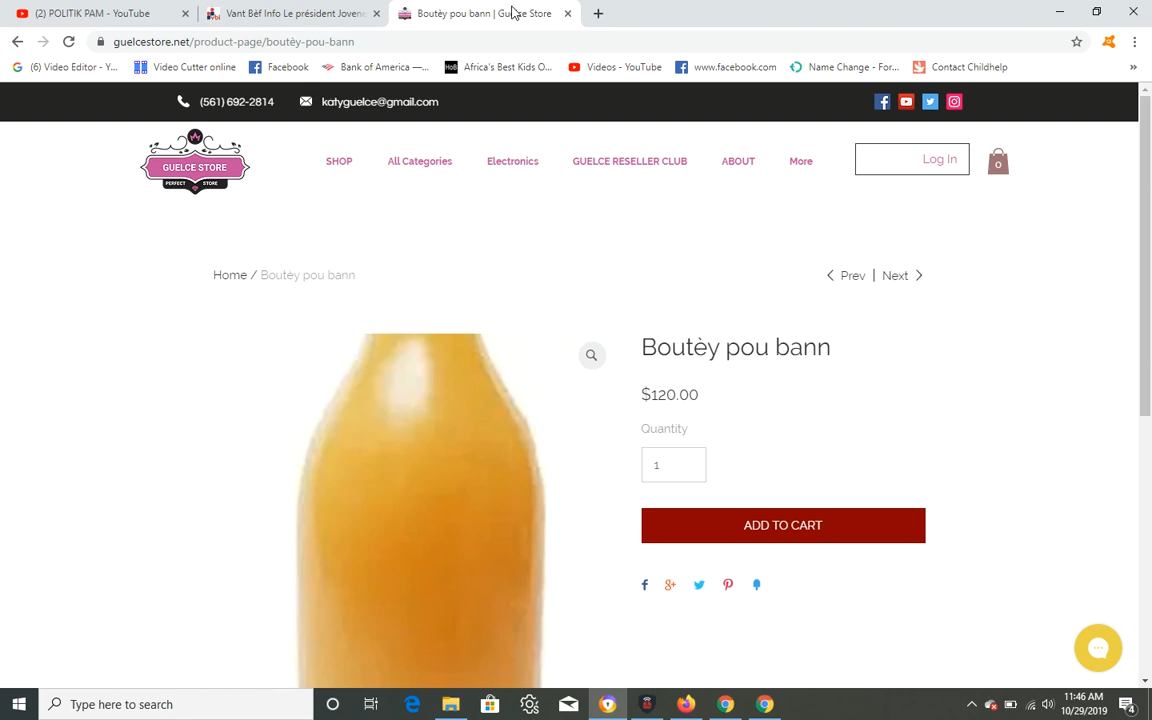 (2) POLITIK PAM - YouTube
Vant Bèf Info Le président Jovene
Boutèy pou bann | Guelce Store
guelcestore.net/product-page/boutèy-pou-bann
(6) Video Editor - Y...
Video Cutter online
Facebook
Bank of America —...
Africa's Best Kids O...
Videos - YouTube
www.facebook.com
Name Change - For...
Contact Childhelp
(561) 692-2814
katyguelce@gmail.com
GUELCE STORE
PERFECT STORE
SHOP
All Categories
Electronics
GUELCE RESELLER CLUB
ABOUT
More
Log In
0
Home / Boutèy pou bann
Prev | Next
Boutèy pou bann
$120.00
Quantity
1
ADD TO CART
Type here to search
11:46 AM
10/29/2019
4